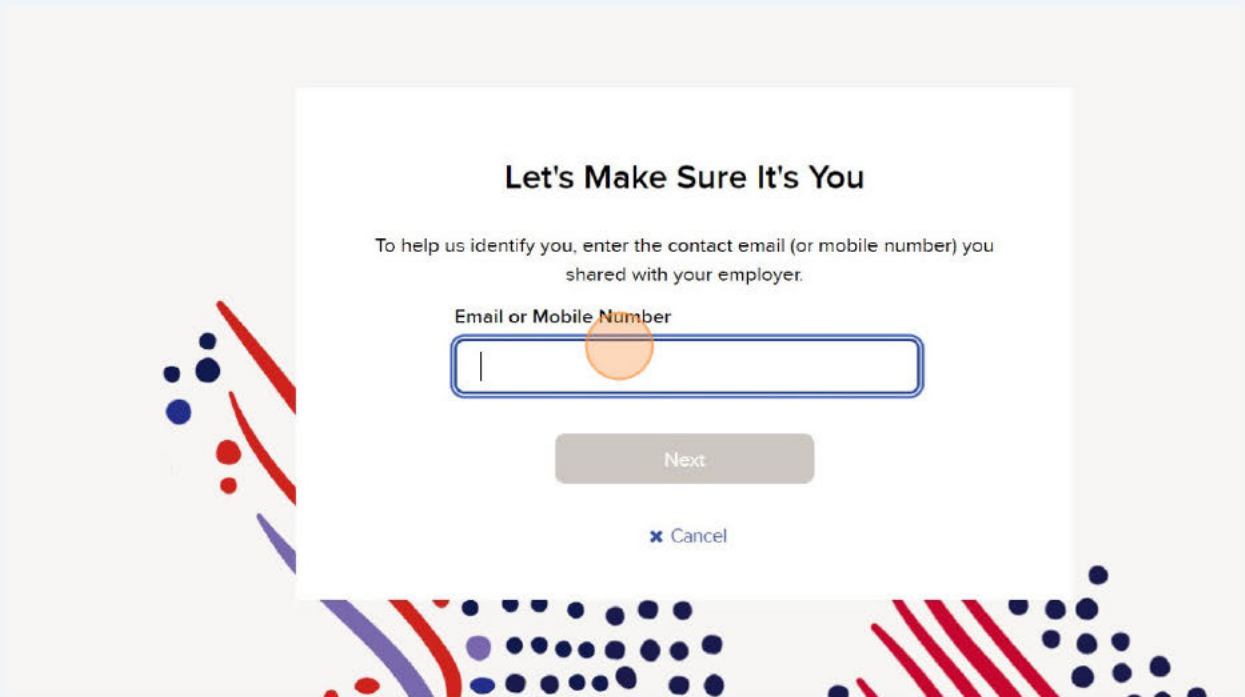 Let's Make Sure It's You
To help us identify you, enter the contact email (or mobile number) you
shared with your employer.
Email or Mobile Number
Next
✖ Cancel